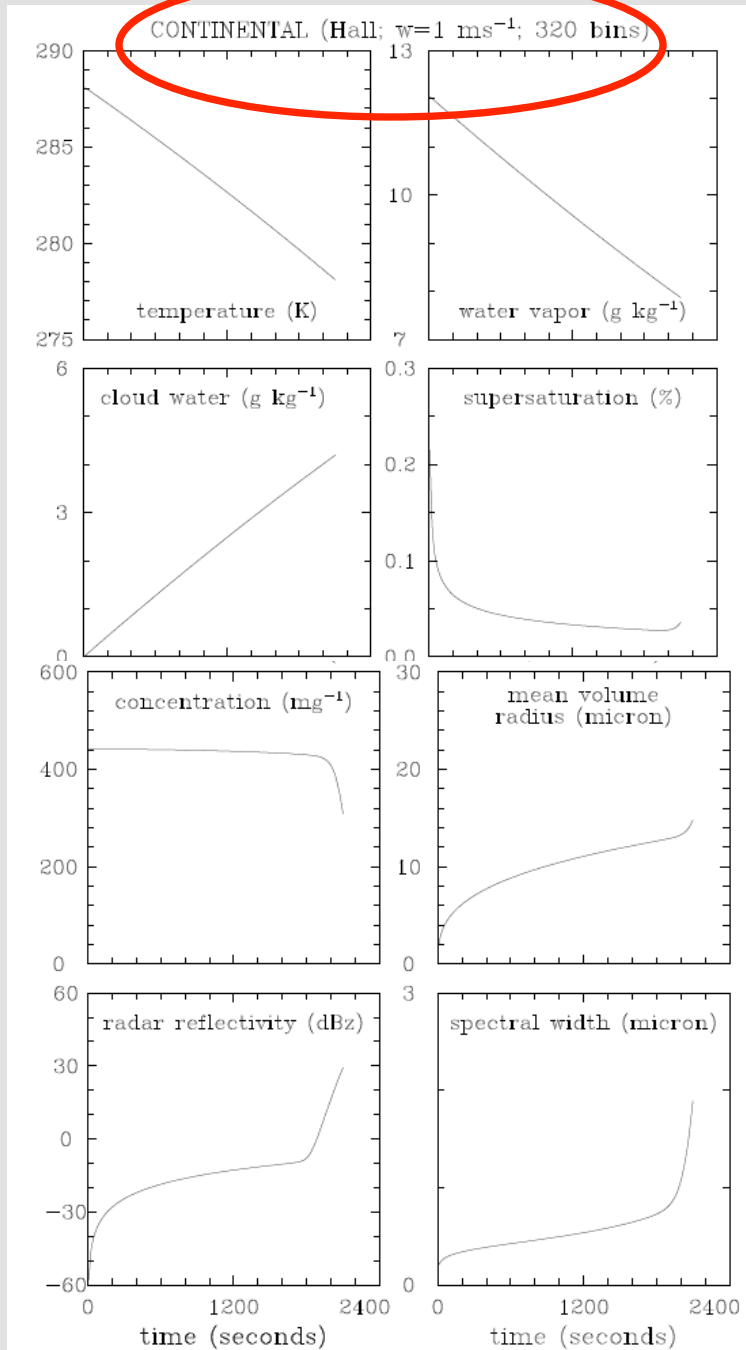 CONTINENTAL (Hall; w=1 ms⁻¹; 320 bins)
290
285
280
275
temperature (K)
13
10
7
water vapor (g kg⁻¹)
6
3
0
cloud water (g kg⁻¹)
0.3
0.2
0.1
0.0
supersaturation (%)
600
400
200
0
concentration (mg⁻¹)
30
20
10
0
mean volume
radius (micron)
60
30
0
−30
−60
radar reflectivity (dBz)
0 1200 2400
time (seconds)
3
0
spectral width (micron)
0 1200 2400
time (seconds)